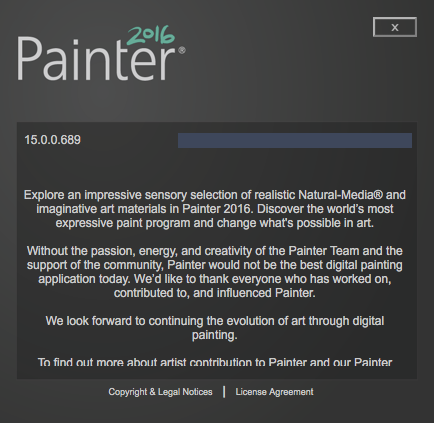 2016
Painter®
x
15.0.0.689
Explore an impressive sensory selection of realistic Natural-Media® and
imaginative art materials in Painter 2016. Discover the world's most
expressive paint program and change what's possible in art.
Without the passion, energy, and creativity of the Painter Team and the
support of the community, Painter would not be the best digital painting
application today. We'd like to thank everyone who has worked on,
contributed to, and influenced Painter.
We look forward to continuing the evolution of art through digital
painting.
To find out more about artist contribution to Painter and our Painter
Copyright & Legal Notices | License Agreement